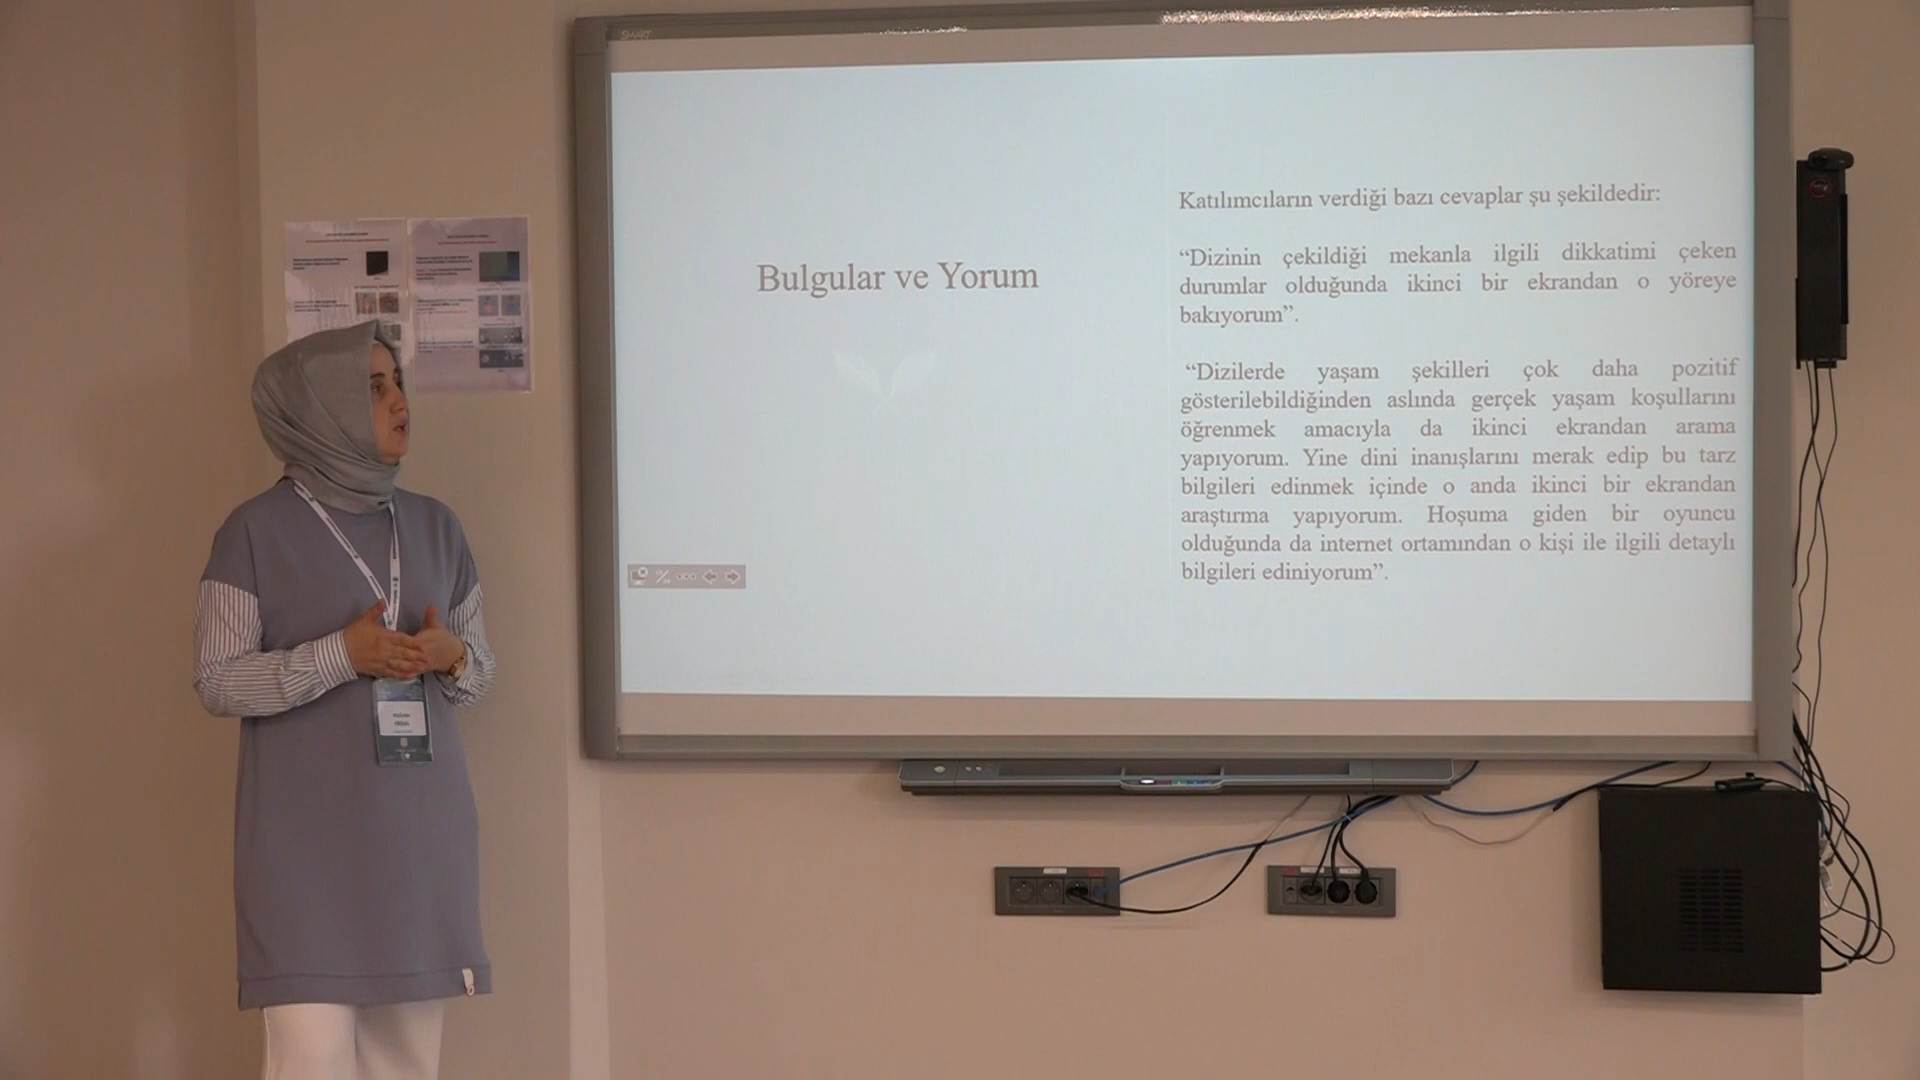 SMART
Bulgular ve Yorum
Katılımcıların verdiği bazı cevaplar şu şekildedir:
“Dizinin çekildiği mekanla ilgili dikkatimi çeken
durumlar olduğunda ikinci bir ekrandan o yöreye
bakıyorum”.
“Dizilerde yaşam şekilleri çok daha pozitif
gösterilebildiğinden aslında gerçek yaşam koşullarını
öğrenmek amacıyla da ikinci ekrandan arama
yapıyorum. Yine dini inanışlarını merak edip bu tarz
bilgileri edinmek içinde o anda ikinci bir ekrandan
araştırma yapıyorum. Hoşuma giden bir oyuncu
olduğunda da internet ortamından o kişi ile ilgili detaylı
bilgileri ediniyorum”.